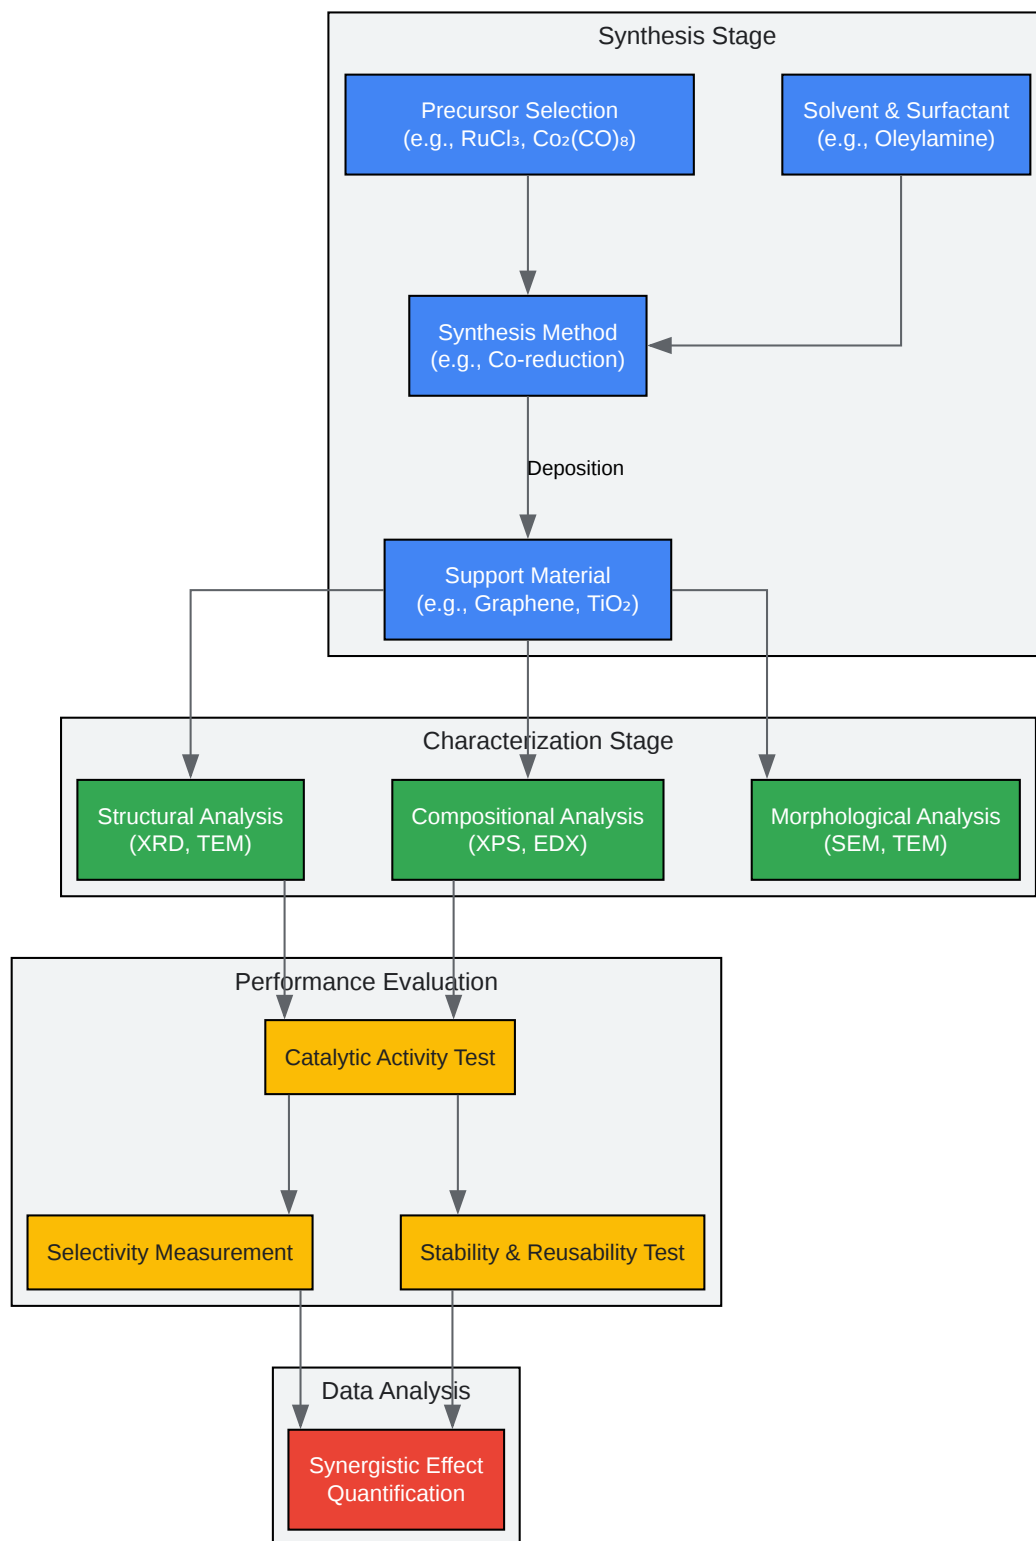 Synthesis Stage
Precursor Selection
(e.g., RuCl₃, Co₂(CO)₈)
Solvent & Surfactant
(e.g., Oleylamine)
Synthesis Method
(e.g., Co-reduction)
Deposition
Support Material
(e.g., Graphene, TiO₂)
Characterization Stage
Structural Analysis
(XRD, TEM)
Compositional Analysis
(XPS, EDX)
Morphological Analysis
(SEM, TEM)
Performance Evaluation
Catalytic Activity Test
Selectivity Measurement
Stability & Reusability Test
Data Analysis
Synergistic Effect
Quantification